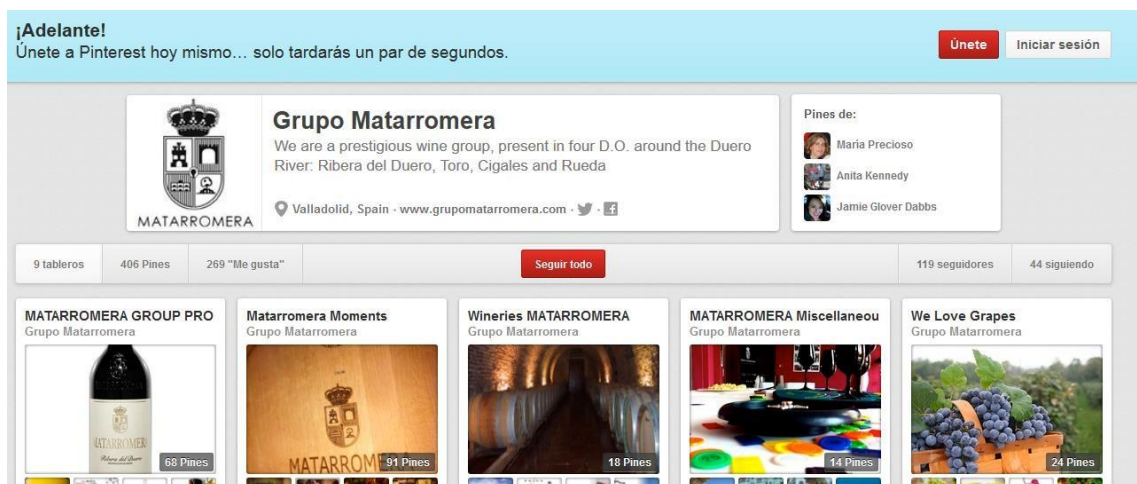 ¡Adelante!
Únete a Pinterest hoy mismo… solo tardarás un par de segundos.
Únete
Iniciar sesión
MATARROMERA
Grupo Matarromera
We are a prestigious wine group, present in four D.O. around the Duero
River: Ribera del Duero, Toro, Cigales and Rueda
Valladolid, Spain · www.grupomatarromera.com
Pines de:
Maria Precioso
Anita Kennedy
Jamie Glover Dabbs
9 tableros
406 Pines
269 "Me gusta"
Seguir todo
119 seguidores
44 siguiendo
MATARROMERA GROUP PRO
Grupo Matarromera
MATARROMERA
Ribera del Duero
68 Pines
Matarromera Moments
Grupo Matarromera
MATARROM
91 Pines
Wineries MATARROMERA
Grupo Matarromera
18 Pines
MATARROMERA Miscellaneou
Grupo Matarromera
14 Pines
We Love Grapes
Grupo Matarromera
24 Pines